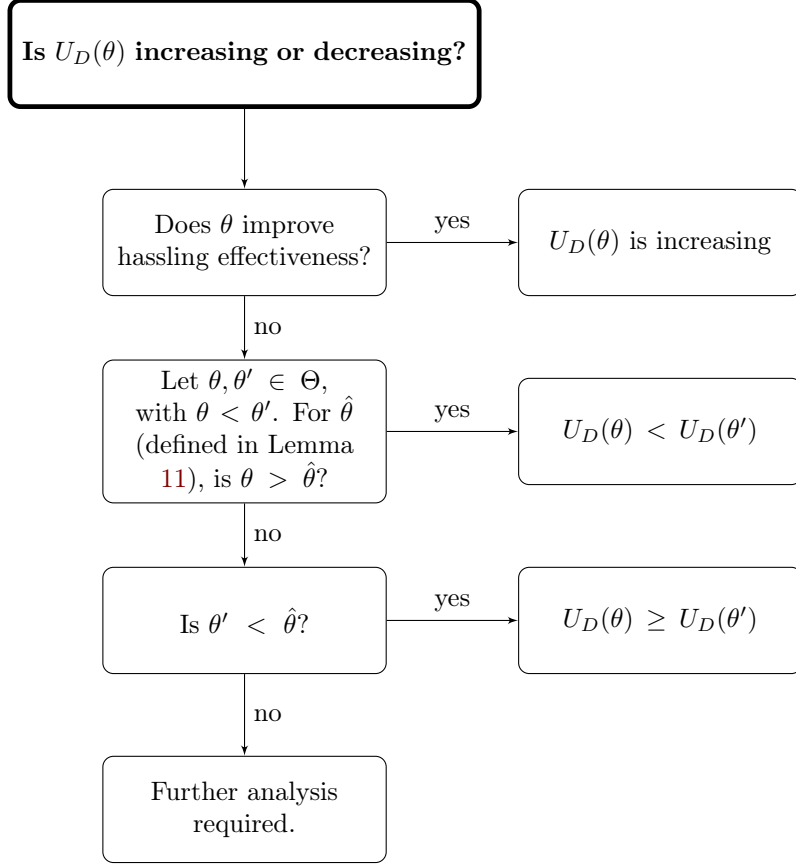 Is U_D(θ) increasing or decreasing?
Does θ improve
hassling effectiveness?
yes
U_D(θ) is increasing
no
Let θ, θ′ ∈ Θ,
with θ < θ′. For θ̂
(defined in Lemma
11), is θ > θ̂?
yes
U_D(θ) < U_D(θ′)
no
Is θ′ < θ̂?
yes
U_D(θ) ≥ U_D(θ′)
no
Further analysis
required.